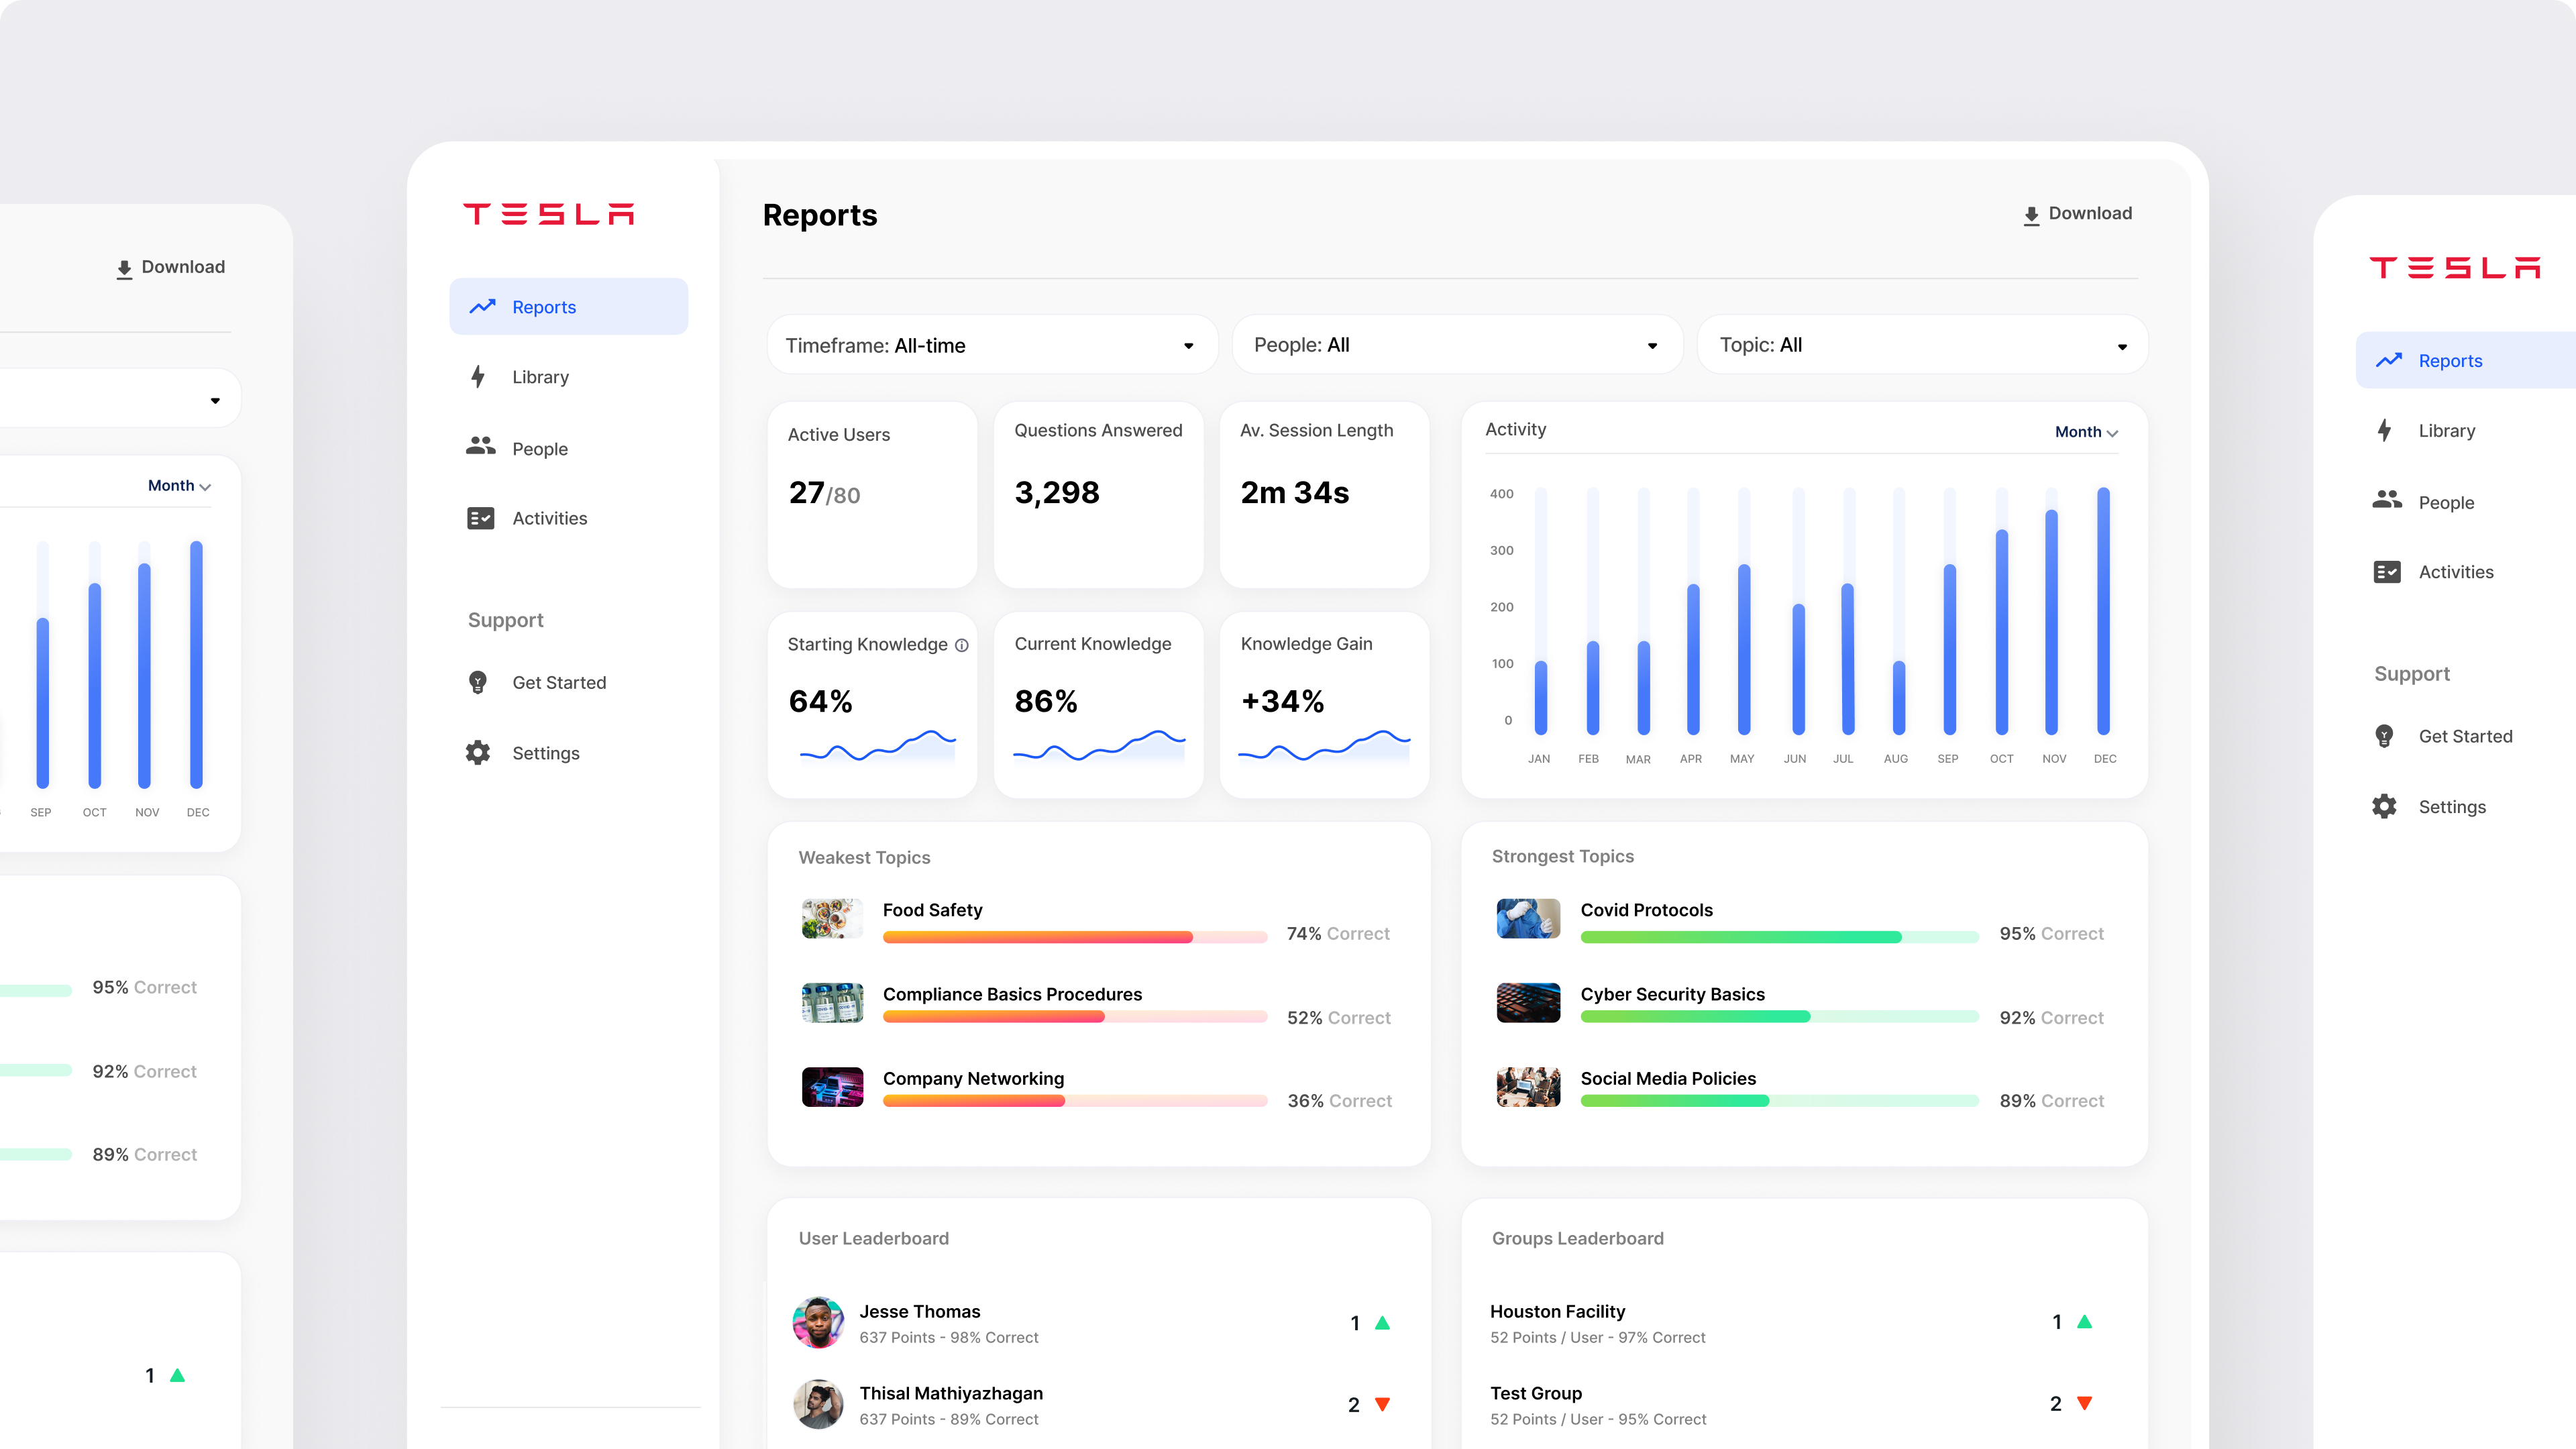 Download
Month
SEP OCT NOV DEC
95% Correct
92% Correct
89% Correct
1
TESLA
Reports
Library
People
Activities
Support
Get Started
Settings
Reports
Download
Timeframe: All-time
People: All
Topic: All
Active Users
27/80
Questions Answered
3,298
Av. Session Length
2m 34s
Starting Knowledge
64%
Current Knowledge
86%
Knowledge Gain
+34%
Activity
Month
400
300
200
100
0
JAN FEB MAR APR MAY JUN JUL AUG SEP OCT NOV DEC
Weakest Topics
Food Safety
74% Correct
Compliance Basics Procedures
52% Correct
Company Networking
36% Correct
Strongest Topics
Covid Protocols
95% Correct
Cyber Security Basics
92% Correct
Social Media Policies
89% Correct
User Leaderboard
Jesse Thomas
637 Points - 98% Correct
1
Thisal Mathiyazhagan
637 Points - 89% Correct
2
Groups Leaderboard
Houston Facility
52 Points / User - 97% Correct
1
Test Group
52 Points / User - 95% Correct
2
TESLA
Reports
Library
People
Activities
Support
Get Started
Settings